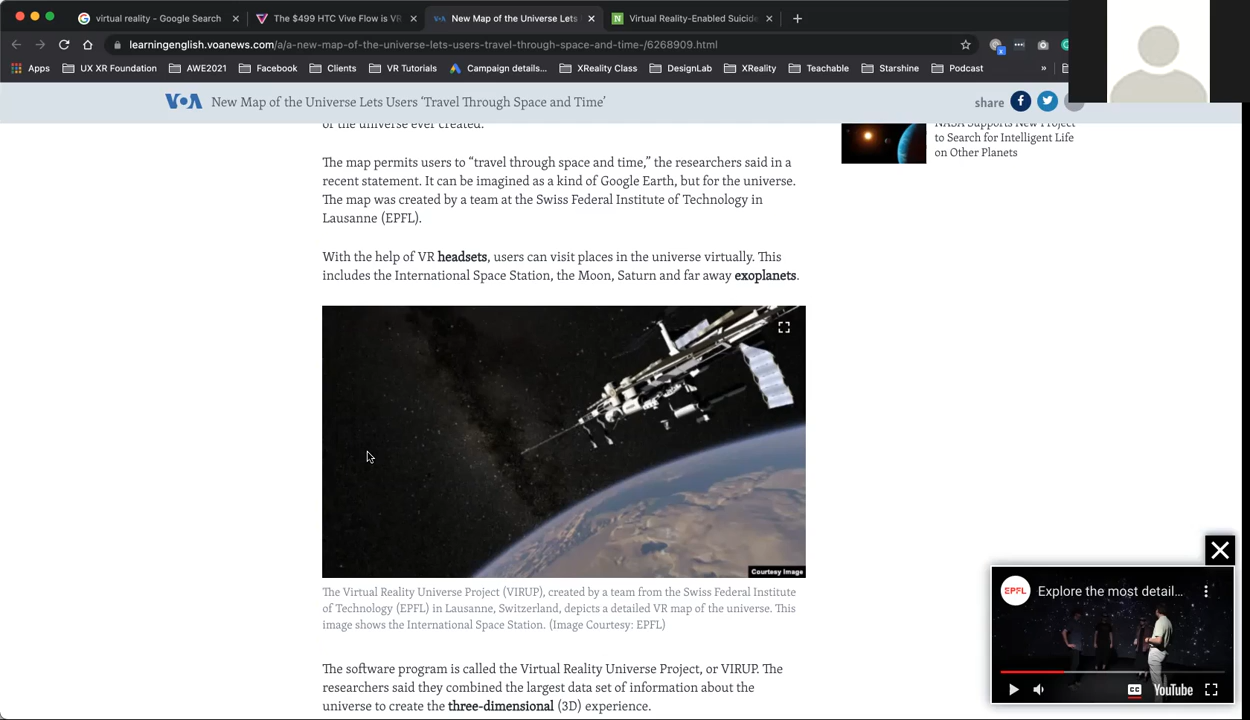 virtual reality - Google Search
The $499 HTC Vive Flow is VR
New Map of the Universe Lets
Virtual Reality-Enabled Suicide
learningenglish.voanews.com/a/a-new-map-of-the-universe-lets-users-travel-through-space-and-time-/6268909.html
Apps
UX XR Foundation
AWE2021
Facebook
Clients
VR Tutorials
Campaign details...
XReality Class
DesignLab
XReality
Teachable
Starshine
Podcast
»
VOA
New Map of the Universe Lets Users ‘Travel Through Space and Time’
share
of the universe ever created.
The map permits users to “travel through space and time,” the researchers said in a
recent statement. It can be imagined as a kind of Google Earth, but for the universe.
The map was created by a team at the Swiss Federal Institute of Technology in
Lausanne (EPFL).
With the help of VR headsets, users can visit places in the universe virtually. This
includes the International Space Station, the Moon, Saturn and far away exoplanets.
Courtesy Image
The Virtual Reality Universe Project (VIRUP), created by a team from the Swiss Federal Institute
of Technology (EPFL) in Lausanne, Switzerland, depicts a detailed VR map of the universe. This
image shows the International Space Station. (Image Courtesy: EPFL)
The software program is called the Virtual Reality Universe Project, or VIRUP. The
researchers said they combined the largest data set of information about the
universe to create the three-dimensional (3D) experience.
NASA Supports New Project
to Search for Intelligent Life
on Other Planets
EPFL
Explore the most detail...
CC
YouTube